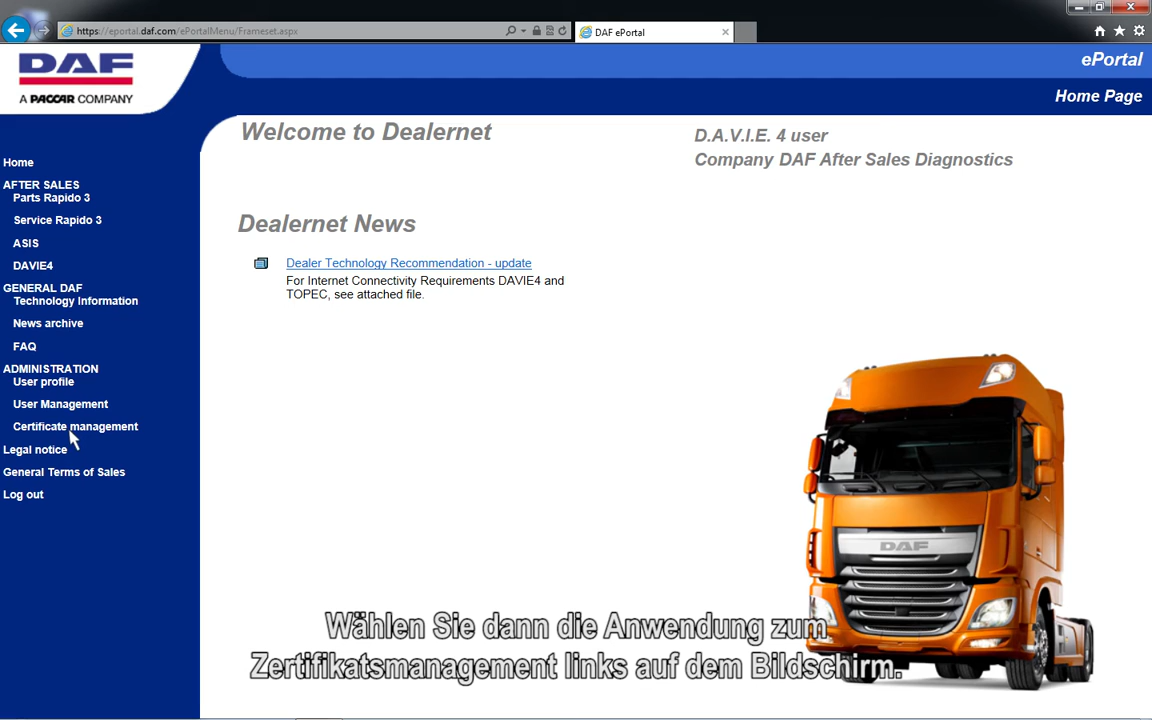 https://eportal.daf.com/ePortalMenu/Frameset.aspx
DAF ePortal
DAF
A PACCAR COMPANY
ePortal
Home Page
Welcome to Dealernet
D.A.V.I.E. 4 user
Company DAF After Sales Diagnostics
Home
AFTER SALES
Parts Rapido 3
Service Rapido 3
ASIS
DAVIE4
GENERAL DAF
Technology Information
News archive
FAQ
ADMINISTRATION
User profile
User Management
Certificate management
Legal notice
General Terms of Sales
Log out
Dealernet News
Dealer Technology Recommendation - update
For Internet Connectivity Requirements DAVIE4 and
TOPEC, see attached file.
DAF
Wählen Sie dann die Anwendung zum
Zertifikatsmanagement links auf dem Bildschirm.